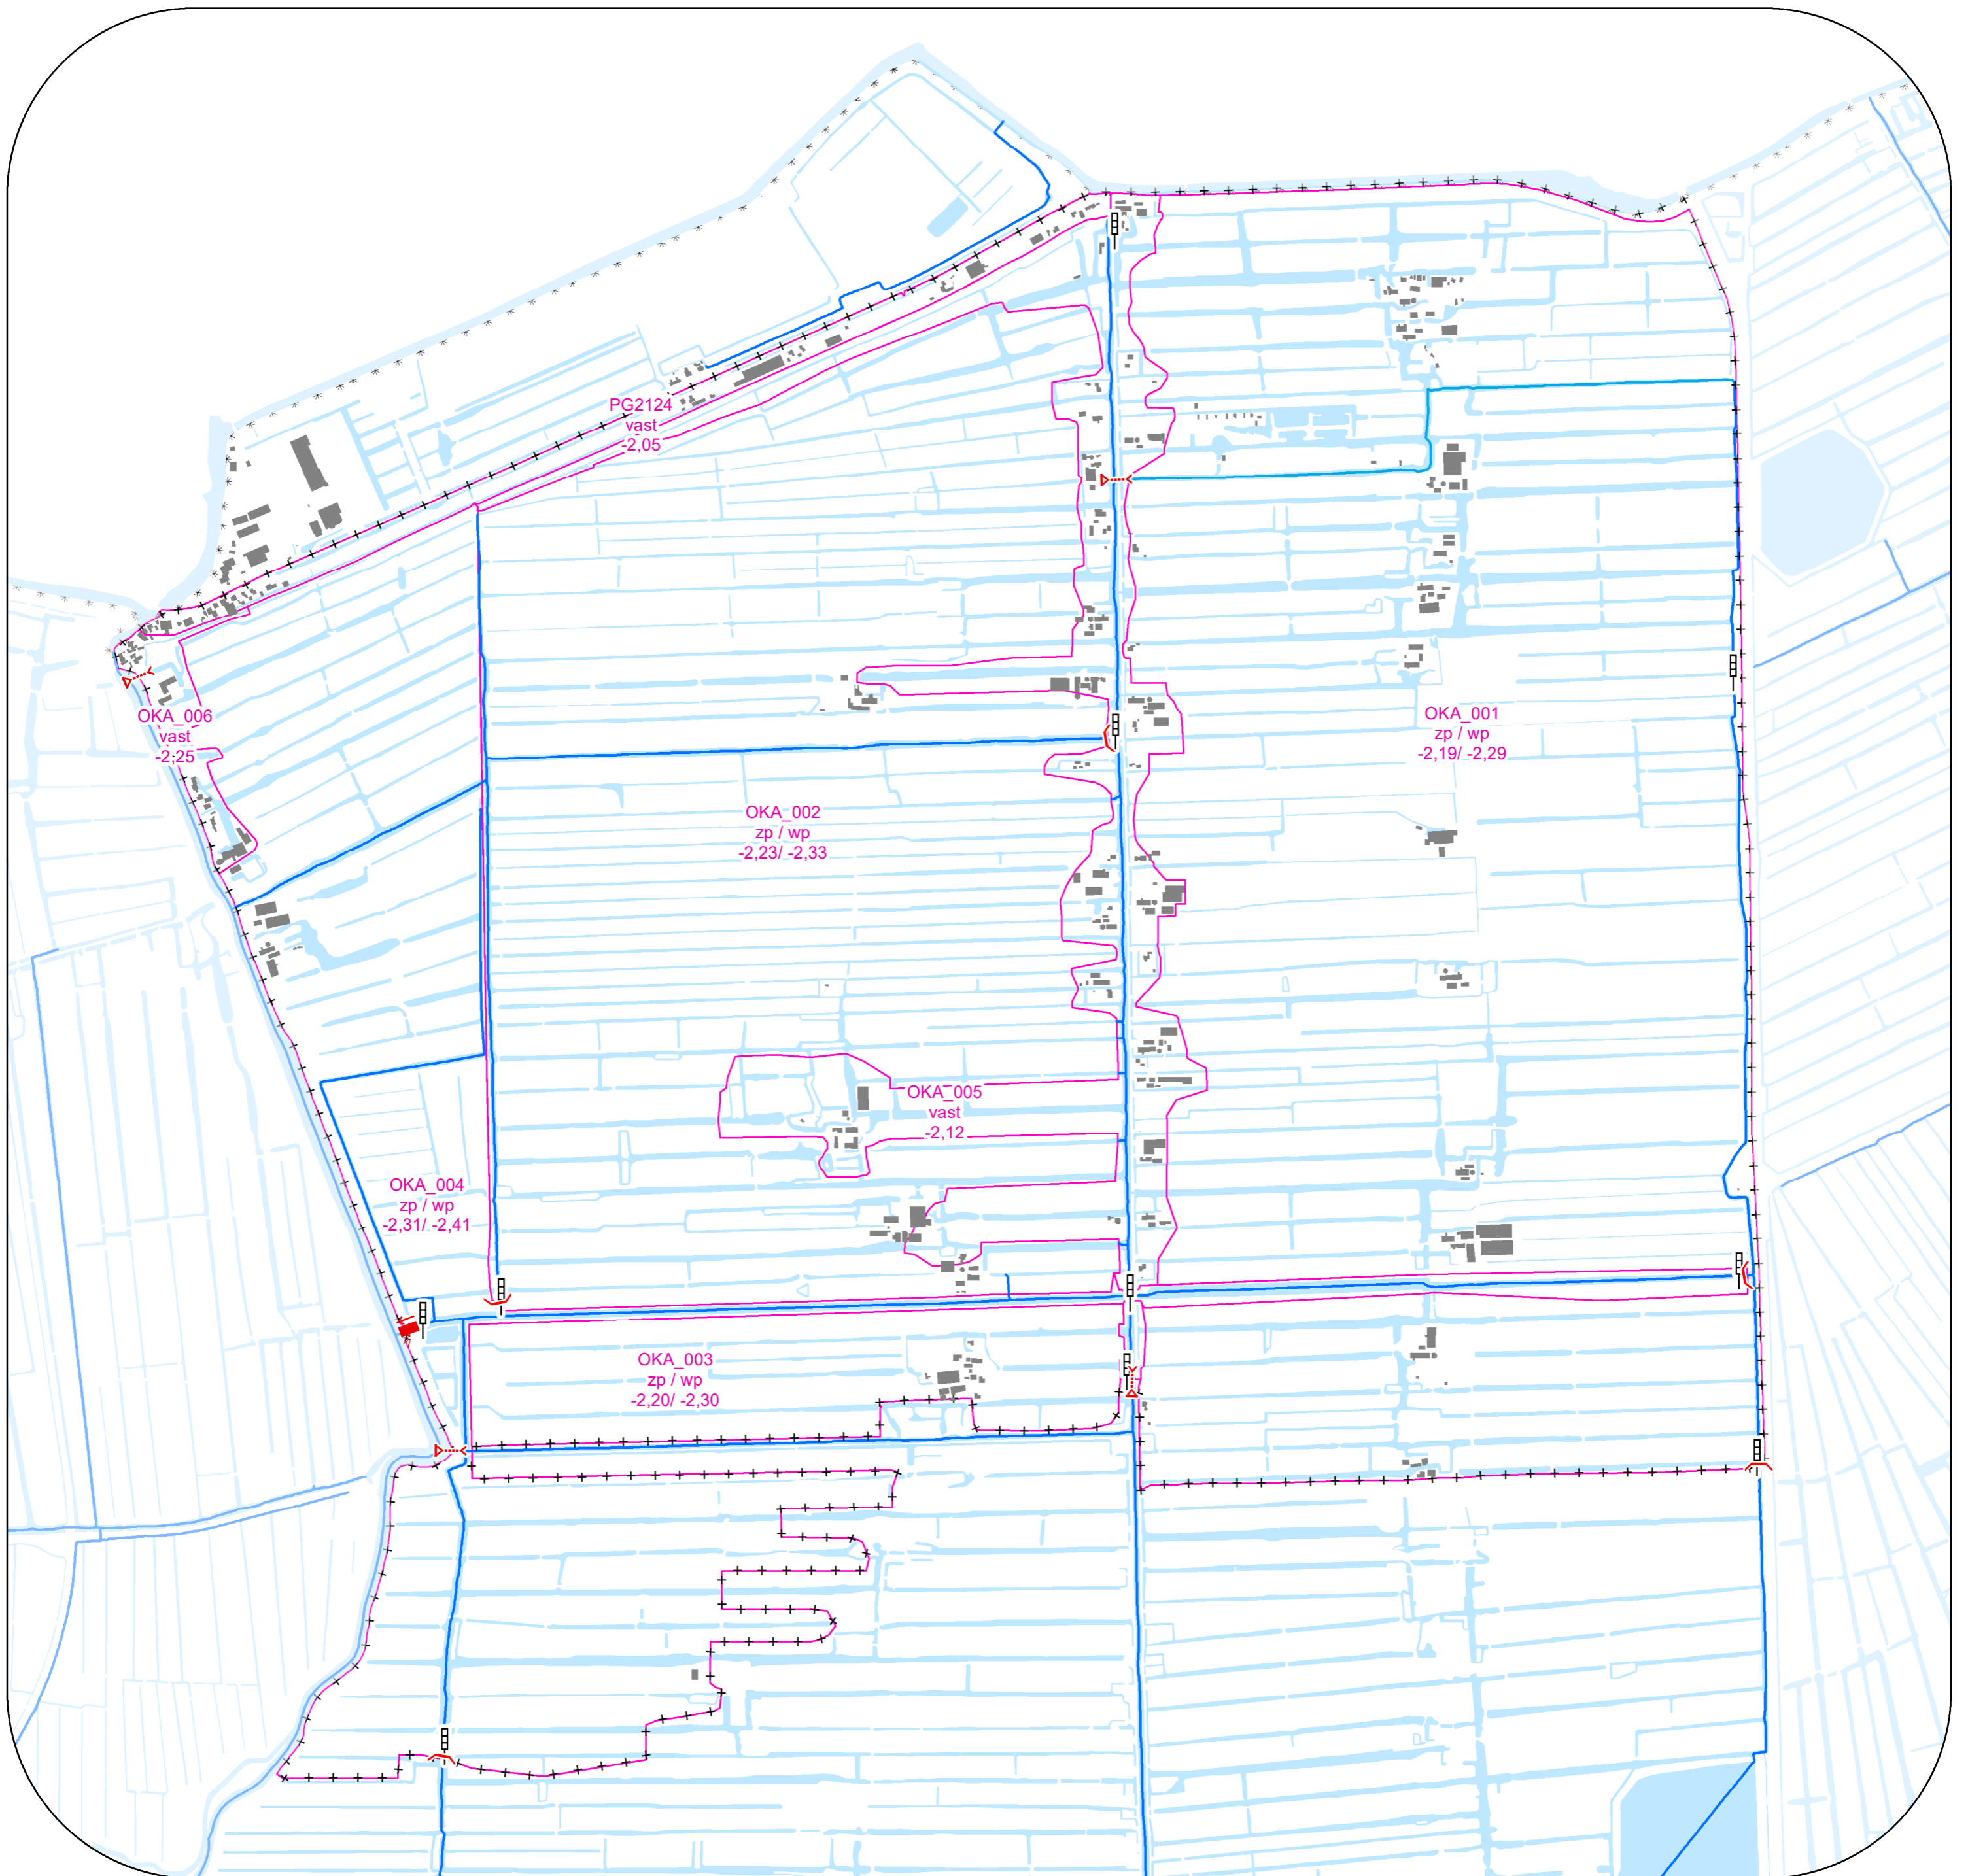 PG2124
vast
-2,05
OKA_006
vast
-2,25
OKA_001
zp / wp
-2,19/ -2,29
OKA_002
zp / wp
-2,23/ -2,33
OKA_005
vast
-2,12
OKA_004
zp / wp
-2,31/ -2,41
OKA_003
zp / wp
-2,20/ -2,30